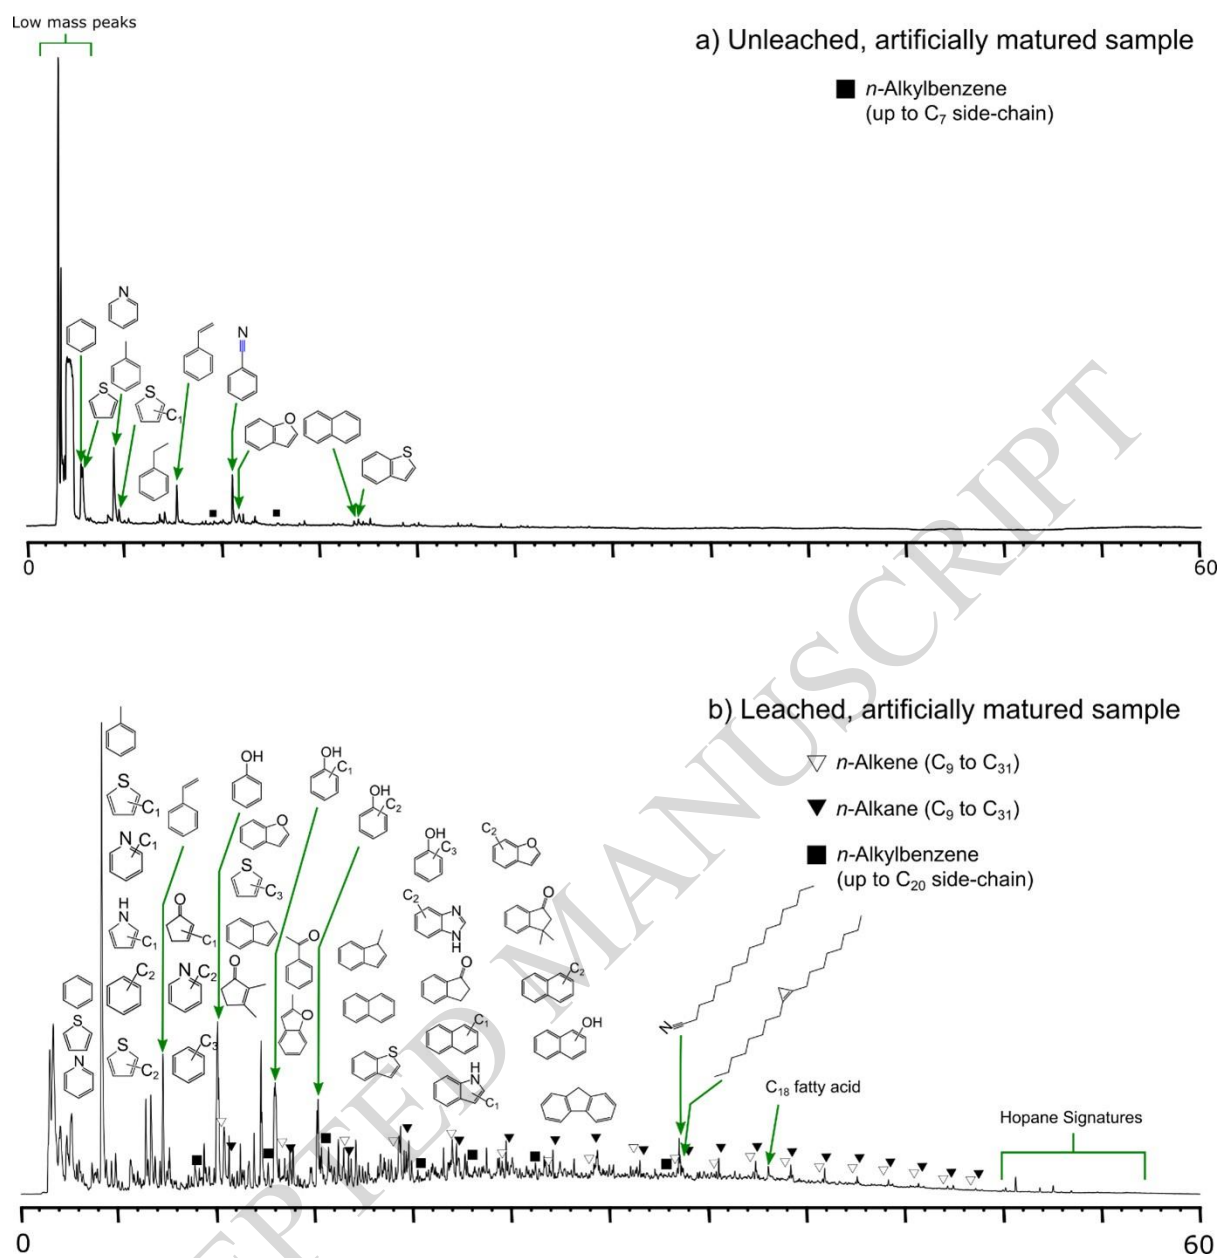 Low mass peaks
a) Unleached, artificially matured sample
n-Alkylbenzene
(up to C7 side-chain)
N
S
S
C1
N
O
S
0
60
b) Leached, artificially matured sample
n-Alkene (C9 to C31)
n-Alkane (C9 to C31)
n-Alkylbenzene
(up to C20 side-chain)
S
C1
N
C1
H
N
C1
C2
S
C2
S
N
O
C1
N
C2
C3
OH
O
S
C3
O
OH
C1
O
O
OH
C2
S
OH
C3
C2
N
N
H
O
C1
H
N
C1
C2
O
O
C2
OH
N
C18 fatty acid
Hopane Signatures
0
60
ACCEPTED MANUSCRIPT